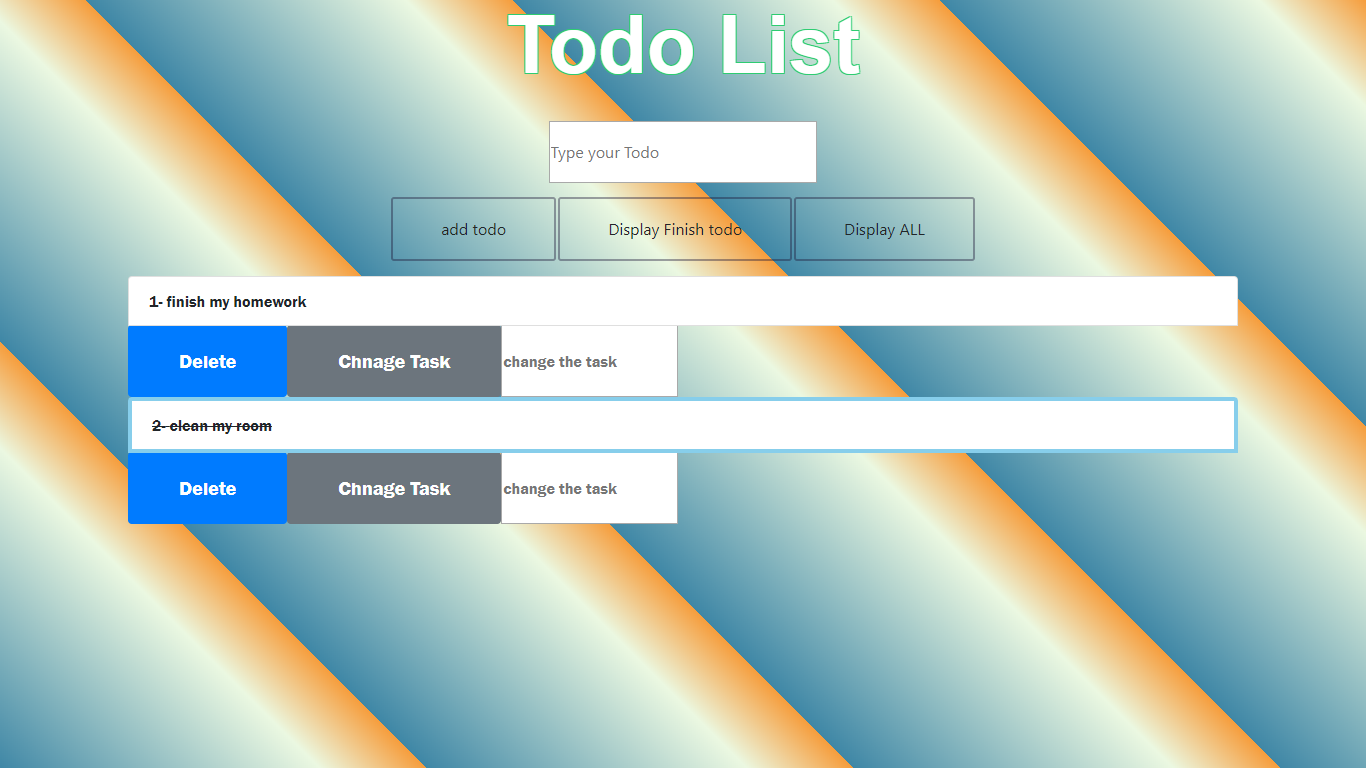 Todo List
Type your Todo
add todo Display Finish todo Display ALL
1- finish my homework
Delete Chnage Task change the task
2- clean my room
Delete Chnage Task change the task